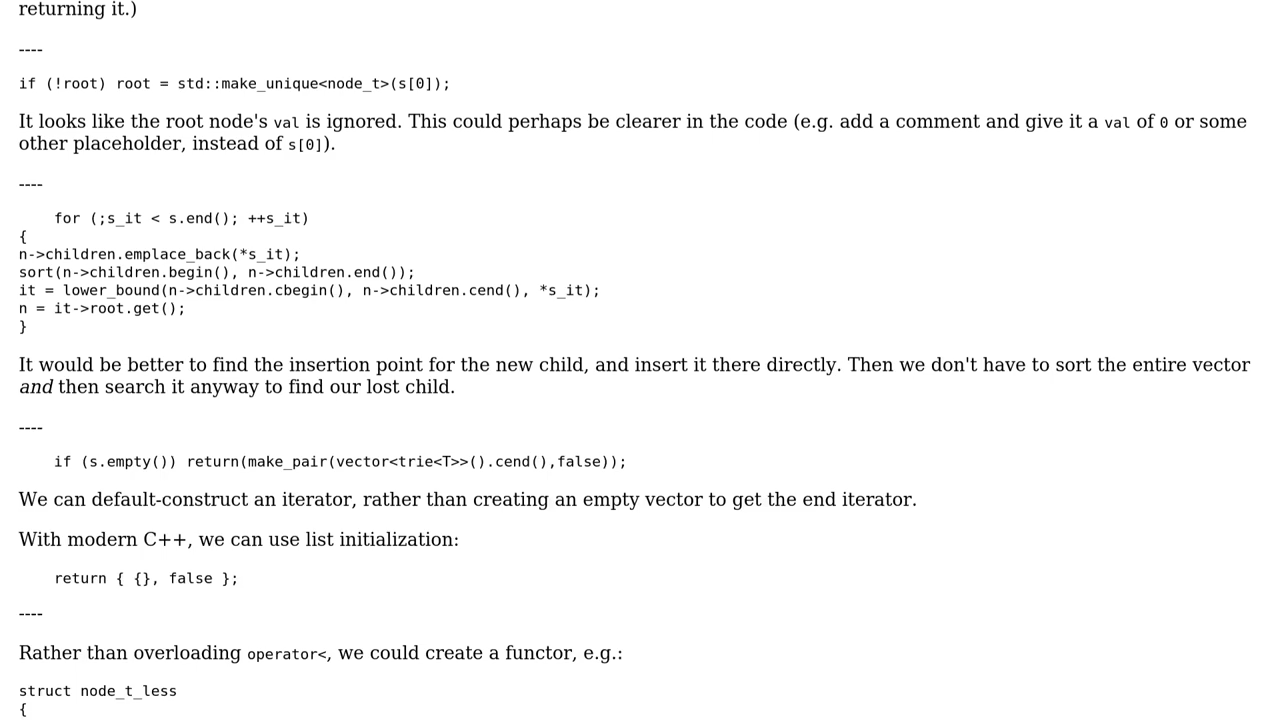 returning it.)
----
if (!root) root = std::make_unique<node_t>(s[0]);
It looks like the root node's val is ignored. This could perhaps be clearer in the code (e.g. add a comment and give it a val of 0 or some
other placeholder, instead of s[0]).
----
    for (;s_it < s.end(); ++s_it)
{
n->children.emplace_back(*s_it);
sort(n->children.begin(), n->children.end());
it = lower_bound(n->children.cbegin(), n->children.cend(), *s_it);
n = it->root.get();
}
It would be better to find the insertion point for the new child, and insert it there directly. Then we don't have to sort the entire vector
and then search it anyway to find our lost child.
----
    if (s.empty()) return(make_pair(vector<trie<T>>().cend(),false));
We can default-construct an iterator, rather than creating an empty vector to get the end iterator.
With modern C++, we can use list initialization:
    return { {}, false };
----
Rather than overloading operator<, we could create a functor, e.g.:
struct node_t_less
{